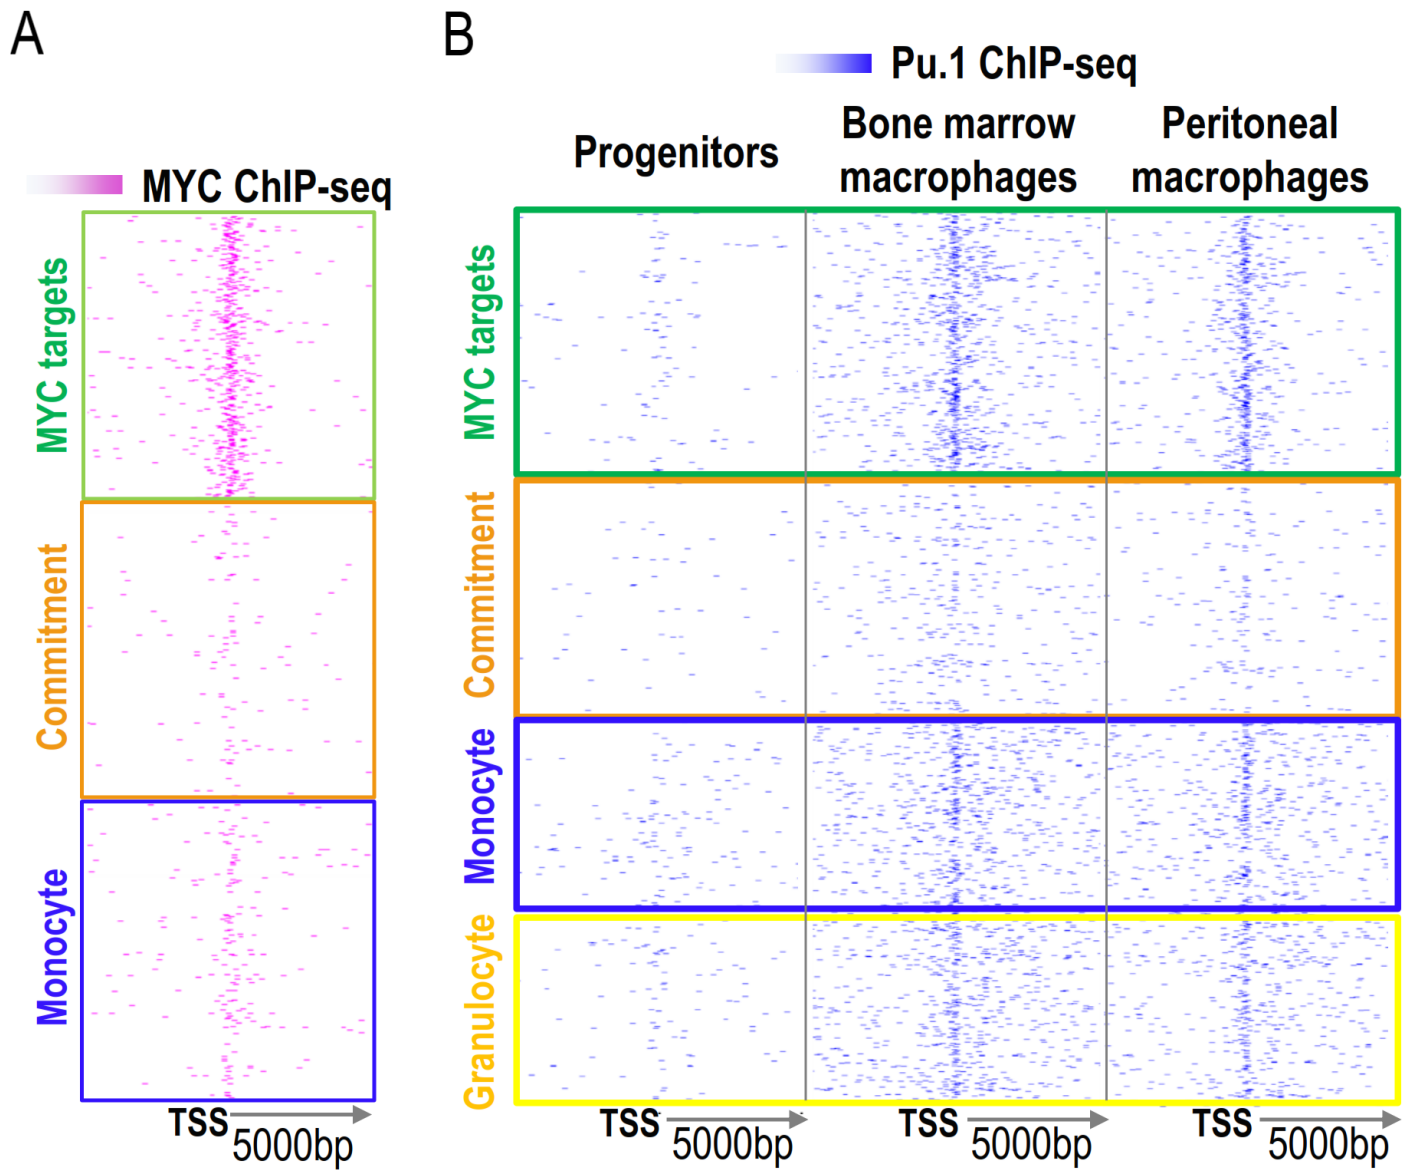 A
B
Pu.1 ChIP-seq
Progenitors
Bone marrow
macrophages
Peritoneal
macrophages
MYC ChIP-seq
MYC targets
Commitment
Monocyte
TSS
5000bp
MYC targets
Commitment
Monocyte
Granulocyte
TSS
5000bp
TSS
5000bp
TSS
5000bp